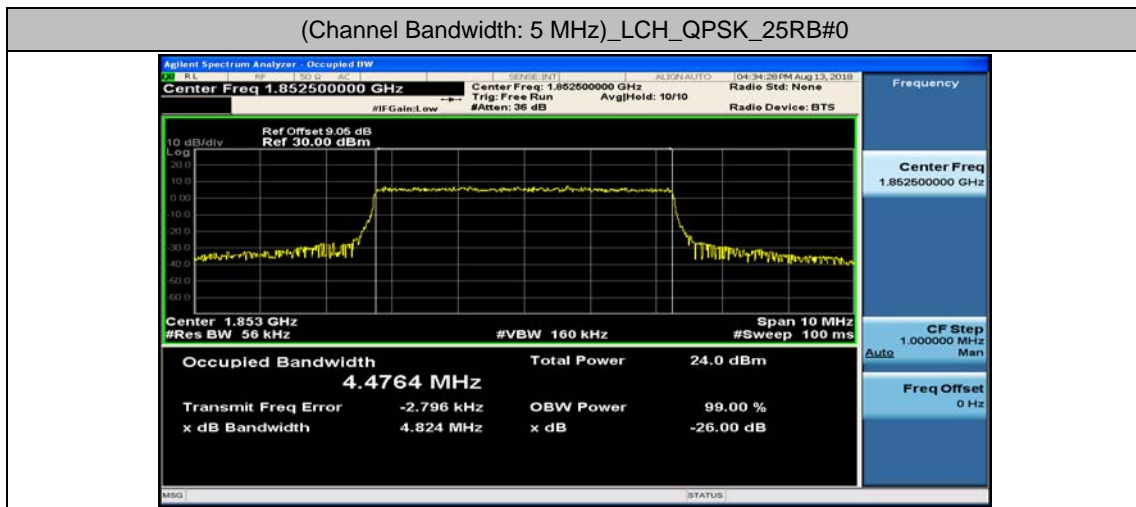 (Channel Bandwidth: 5 MHz)_LCH_QPSK_25RB#0
Agilent Spectrum Analyzer - Occupied BW
RL RF 50 Ω AC SENSE:INT ALIGN AUTO 04:34:28 PM Aug 13, 2018
Center Freq 1.852500000 GHz
Center Freq: 1.852500000 GHz
Radio Std: None
Trig: Free Run Avg|Hold: 10/10
#IFGain:Low #Atten: 36 dB Radio Device: BTS
Ref Offset 9.05 dB
10 dB/div Ref 30.00 dBm
Log
20.0
10.0
0.00
-10.0
-20.0
-30.0
-40.0
-50.0
-60.0
Center 1.853 GHz Span 10 MHz
#Res BW 56 kHz #VBW 160 kHz #Sweep 100 ms
Occupied Bandwidth Total Power 24.0 dBm
4.4764 MHz
Transmit Freq Error -2.796 kHz OBW Power 99.00 %
x dB Bandwidth 4.824 MHz x dB -26.00 dB
Frequency
Center Freq
1.852500000 GHz
CF Step
1.000000 MHz
Auto Man
Freq Offset
0 Hz
MSG STATUS